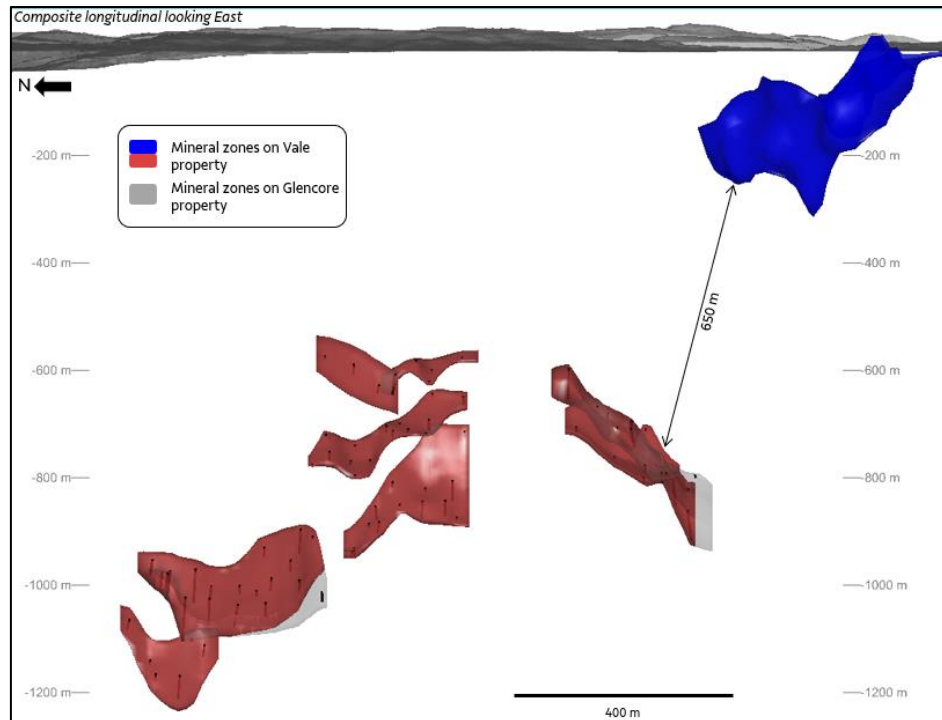 Composite longitudinal looking East
N
Mineral zones on Vale
property
Mineral zones on Glencore
property
-200 m
-200 m
-400 m
-400 m
650 m
-600 m
-600 m
-800 m
-800 m
-1000 m
-1000 m
-1200 m
-1200 m
400 m